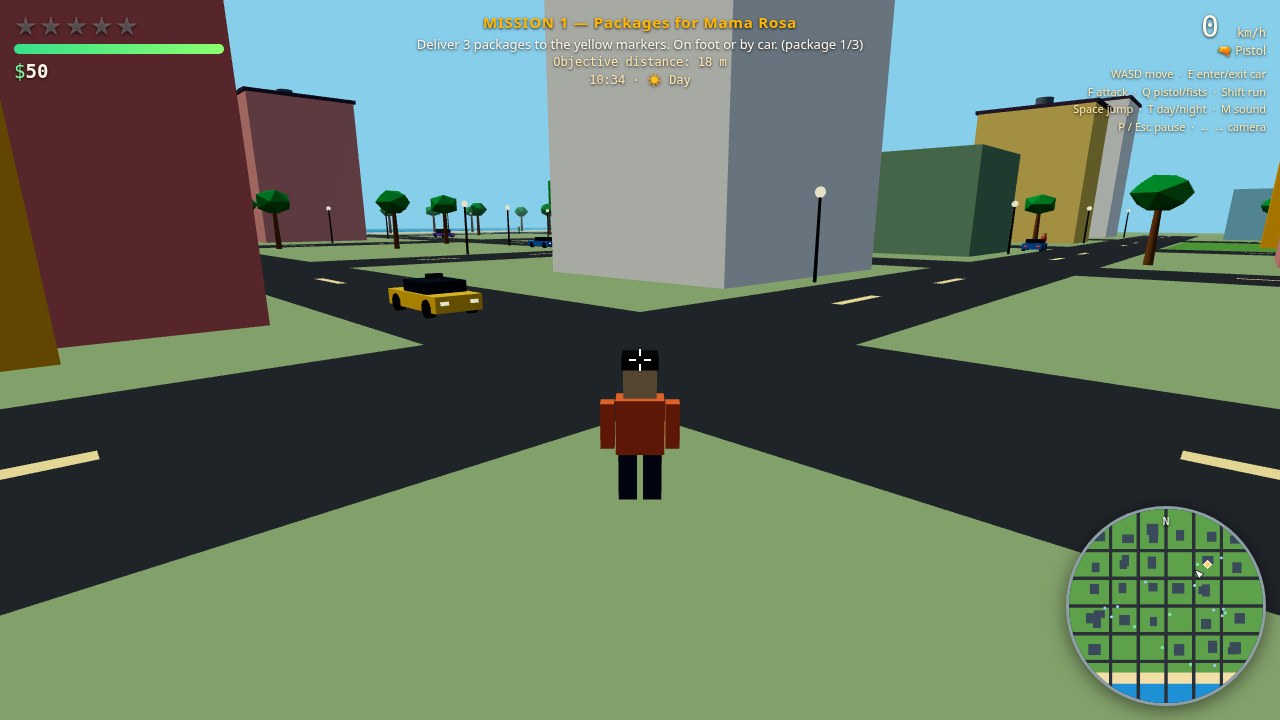 MISSION 1 — Packages for Mama Rosa
Deliver 3 packages to the yellow markers. On foot or by car. (package 1/3)
Objective distance: 18 m
10:34 · ☀️ Day
$50
0 km/h
🔫 Pistol
WASD move · E enter/exit car
F attack · Q pistol/fists · Shift run
Space jump · T day/night · M sound
P / Esc pause · ← → camera
N